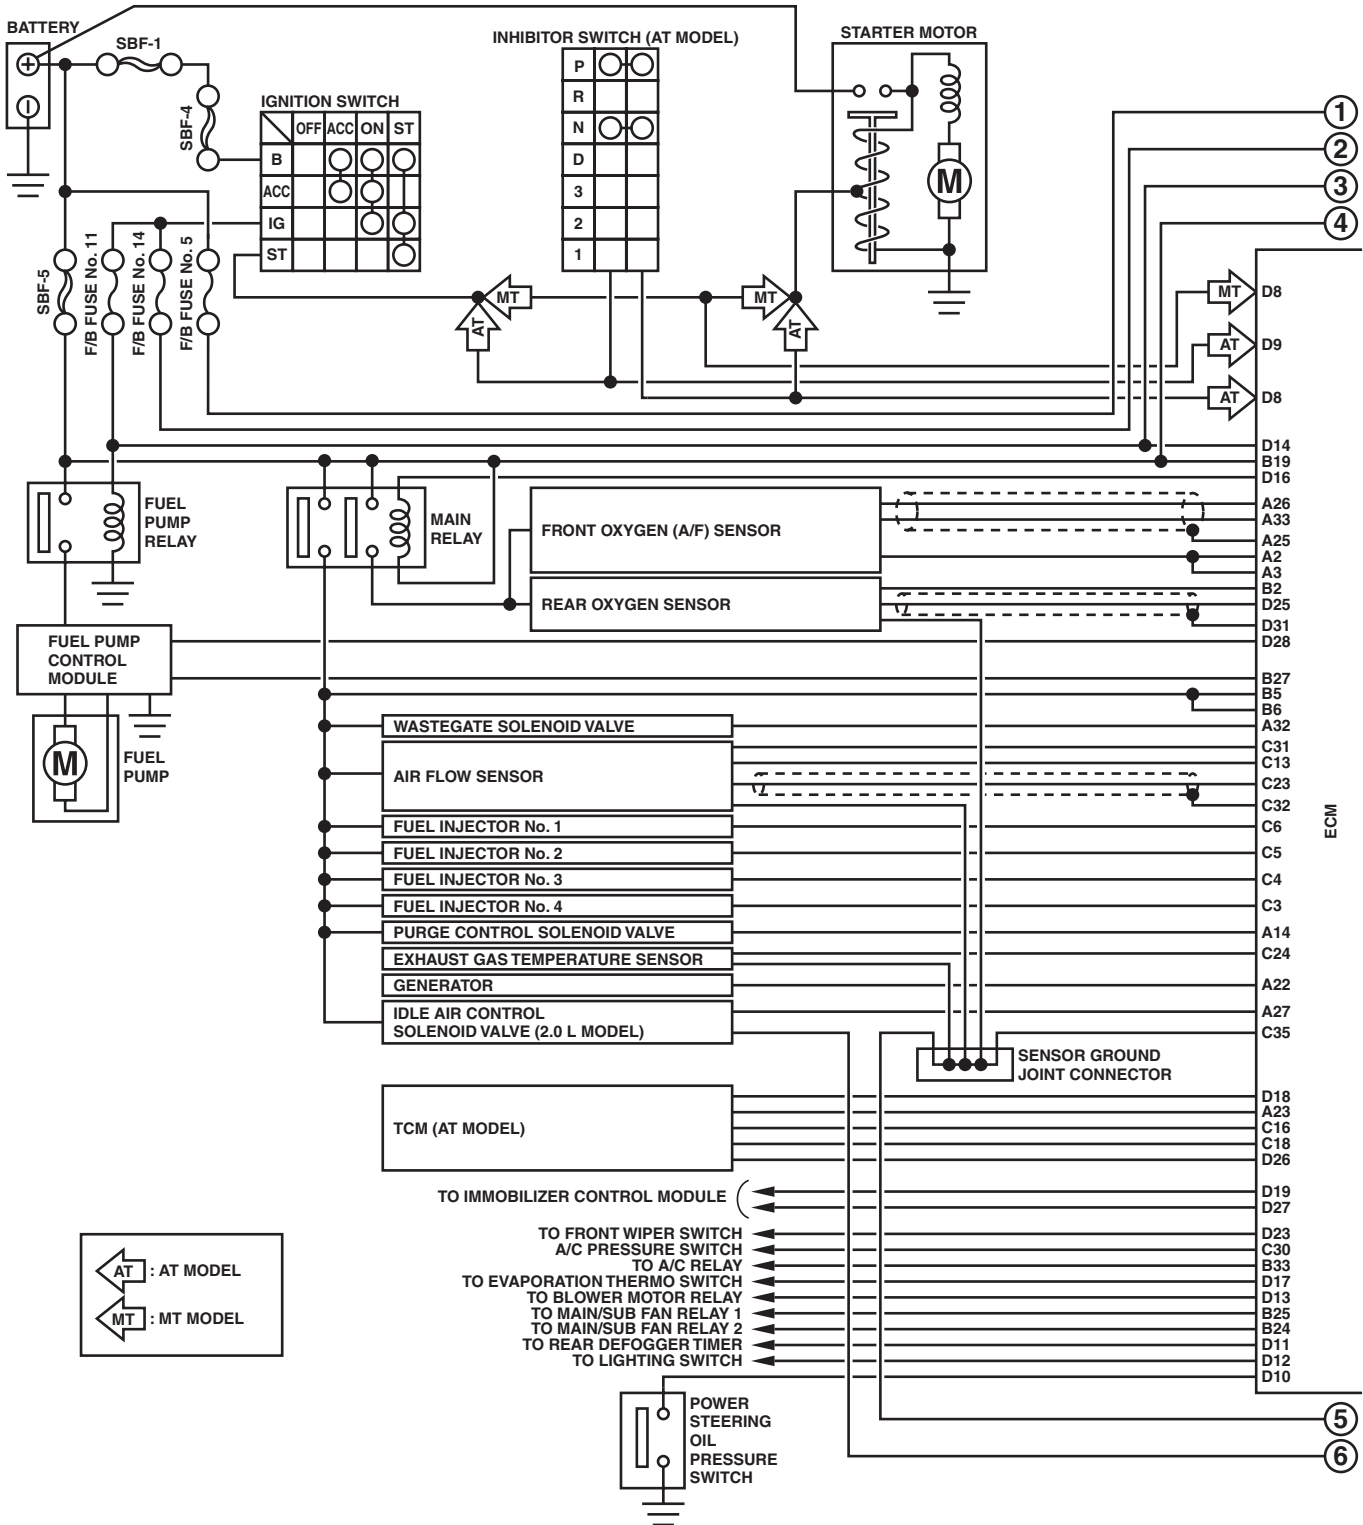 BATTERY
SBF-1
SBF-4
IGNITION SWITCH
OFF ACC ON ST
B
ACC
IG
ST
INHIBITOR SWITCH (AT MODEL)
P
R
N
D
3
2
1
STARTER MOTOR
M
1
2
3
4
SBF-5
F/B FUSE No. 11
F/B FUSE No. 14
F/B FUSE No. 5
MT
AT
MT
AT
MT D8
AT D9
AT D8
D14
B19
D16
FUEL
PUMP
RELAY
MAIN
RELAY
FRONT OXYGEN (A/F) SENSOR
A26
A33
A25
A2
A3
REAR OXYGEN SENSOR
B2
D25
D31
D28
FUEL PUMP
CONTROL
MODULE
B27
B5
B6
M
FUEL
PUMP
WASTEGATE SOLENOID VALVE
A32
AIR FLOW SENSOR
C31
C13
C23
C32
ECM
FUEL INJECTOR No. 1
C6
FUEL INJECTOR No. 2
C5
FUEL INJECTOR No. 3
C4
FUEL INJECTOR No. 4
C3
PURGE CONTROL SOLENOID VALVE
A14
EXHAUST GAS TEMPERATURE SENSOR
C24
GENERATOR
A22
IDLE AIR CONTROL
SOLENOID VALVE (2.0 L MODEL)
A27
C35
SENSOR GROUND
JOINT CONNECTOR
TCM (AT MODEL)
D18
A23
C16
C18
D26
TO IMMOBILIZER CONTROL MODULE
D19
D27
TO FRONT WIPER SWITCH D23
A/C PRESSURE SWITCH C30
TO A/C RELAY B33
TO EVAPORATION THERMO SWITCH D17
TO BLOWER MOTOR RELAY D13
TO MAIN/SUB FAN RELAY 1 B25
TO MAIN/SUB FAN RELAY 2 B24
TO REAR DEFOGGER TIMER D11
TO LIGHTING SWITCH D12
D10
AT : AT MODEL
MT : MT MODEL
POWER
STEERING
OIL
PRESSURE
SWITCH
5
6